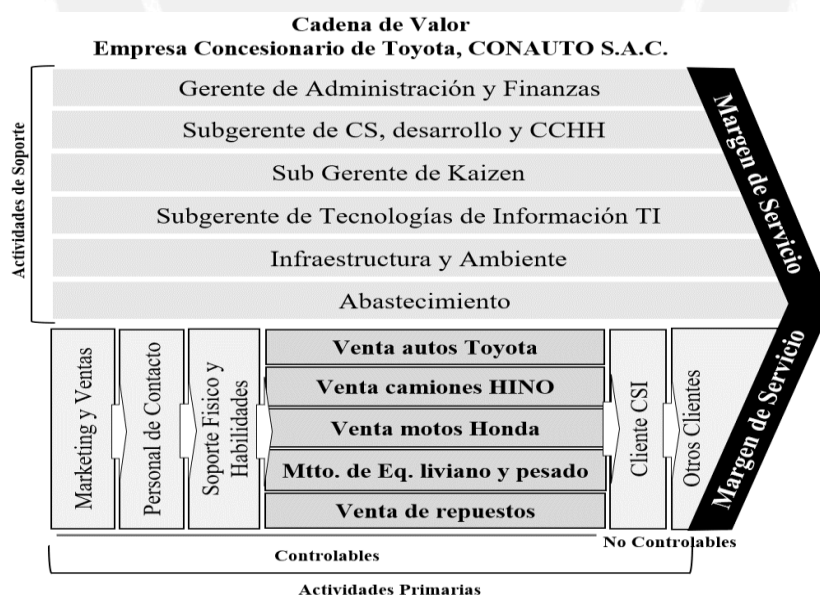 Cadena de Valor
Empresa Concesionario de Toyota, CONAUTO S.A.C.
Actividades de Soporte
Gerente de Administración y Finanzas
Subgerente de CS, desarrollo y CCHH
Sub Gerente de Kaizen
Subgerente de Tecnologías de Información TI
Infraestructura y Ambiente
Abastecimiento
Margen de Servicio
Marketing y Ventas
Personal de Contacto
Soporte Fisico y
Habilidades
Venta autos Toyota
Venta camiones HINO
Venta motos Honda
Mtto. de Eq. liviano y pesado
Venta de repuestos
Cliente CSI
Otros Clientes
Margen de Servicio
Controlables
No Controlables
Actividades Primarias